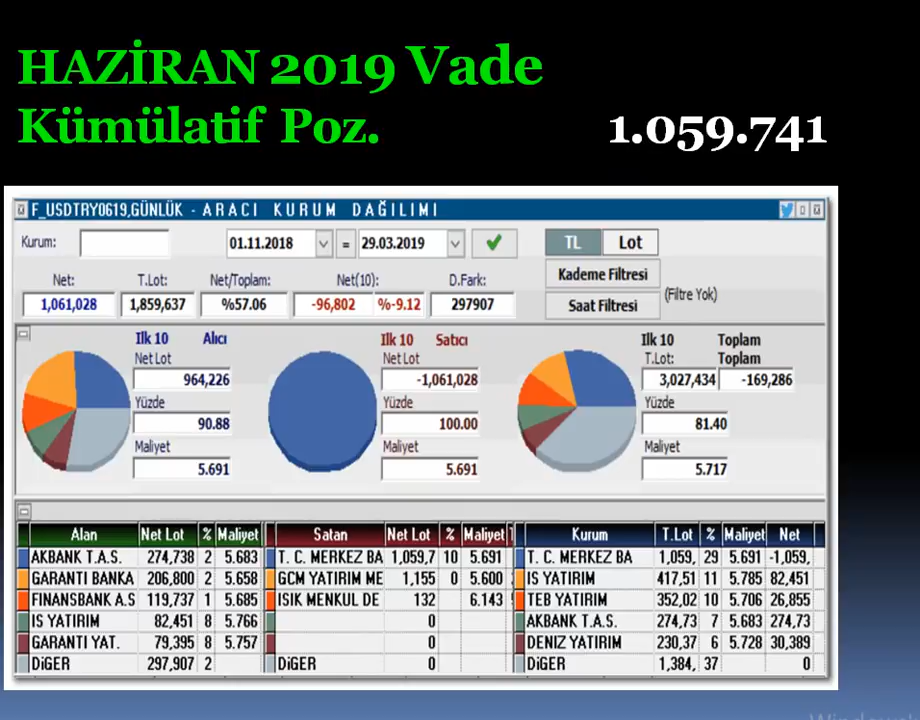 HAZİRAN 2019 Vade
Kümülatif Poz. 1.059.741
F_USDTRY0619,GÜNLÜK - ARACI KURUM DAĞILIMI
Kurum: 01.11.2018 = 29.03.2019 TL Lot
Net: T.Lot: Net/Toplam: Net(10): D.Fark: Kademe Filtresi
1,061,028 1,859,637 %57.06 -96,802 %-9.12 297907 Saat Filtresi (Filtre Yok)
Ilk 10 Alıcı Ilk 10 Satıcı Ilk 10 Toplam
Net Lot Net Lot T.Lot: Toplam
964,226 -1,061,028 3,027,434 -169,286
Yüzde Yüzde Yüzde
90.88 100.00 81.40
Maliyet Maliyet Maliyet
5.691 5.691 5.717
Alan Net Lot % Maliyet Satan Net Lot % Maliyet Kurum T.Lot % Maliyet Net
AKBANK T.A.S. 274,738 2 5.683 T. C. MERKEZ BA 1,059,7 10 5.691 T. C. MERKEZ BA 1,059, 29 5.691 -1,059,
GARANTI BANKA 206,800 2 5.658 GCM YATIRIM ME 1,155 0 5.600 IS YATIRIM 417,51 11 5.785 82,451
FINANSBANK A.S 119,737 1 5.685 ISIK MENKUL DE 132 6.143 TEB YATIRIM 352,02 10 5.706 26,855
IS YATIRIM 82,451 8 5.766 0 AKBANK T.A.S. 274,73 7 5.683 274,73
GARANTI YAT. 79,395 8 5.757 0 DENIZ YATIRIM 230,37 6 5.728 30,389
DiGER 297,907 2 DiGER 0 DiGER 1,384, 37 0